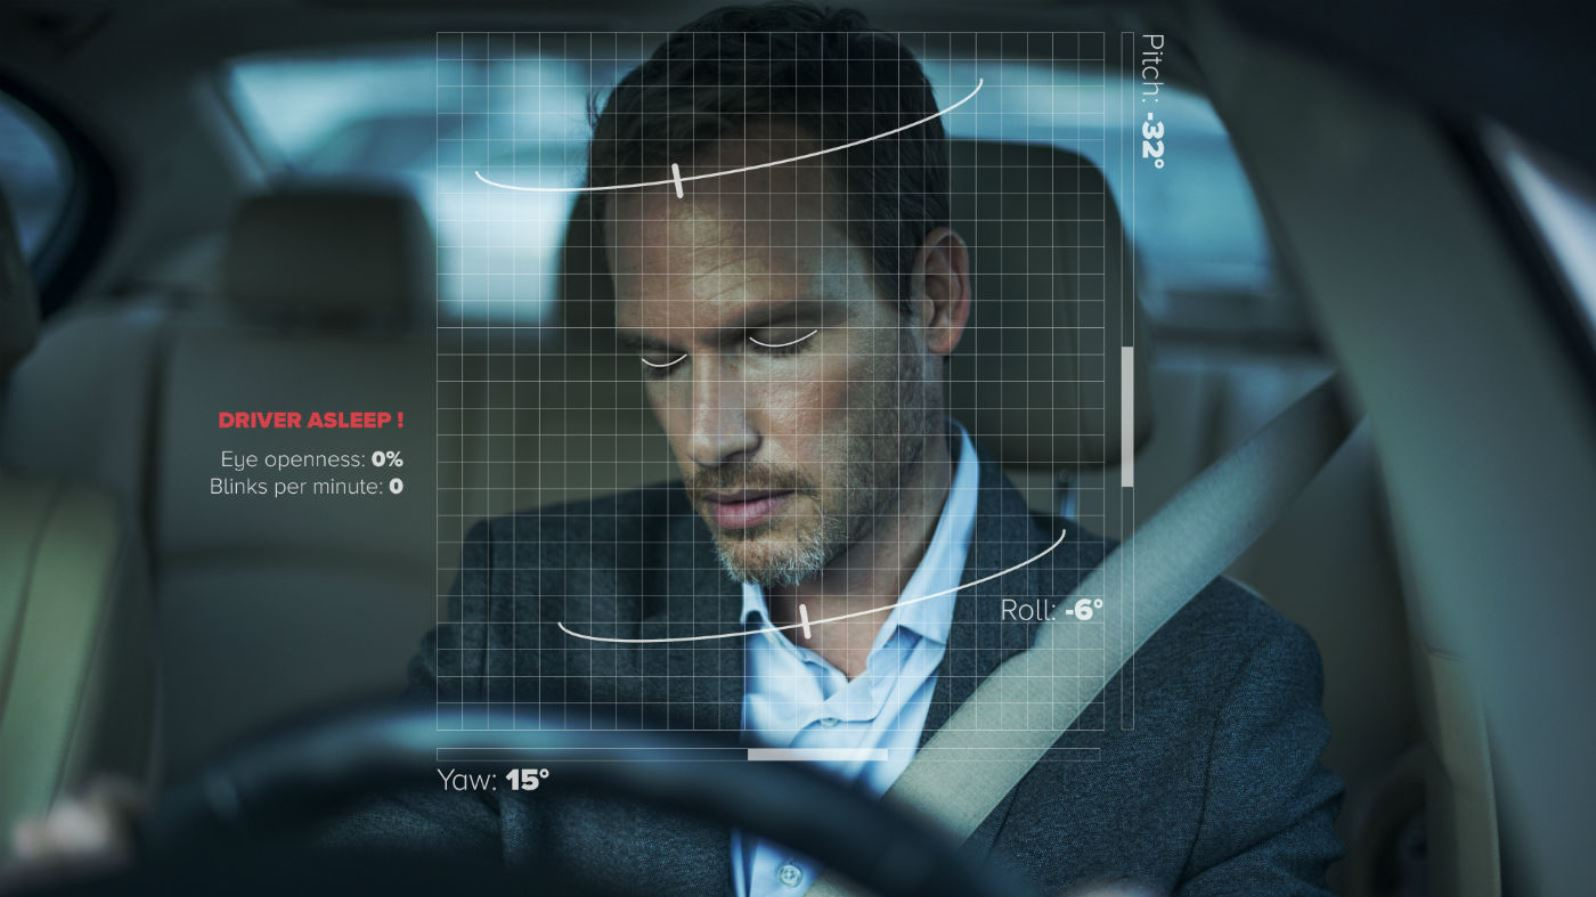 Pitch: -32°
DRIVER ASLEEP !
Eye openness: 0%
Blinks per minute: 0
Roll: -6°
Yaw: 15°